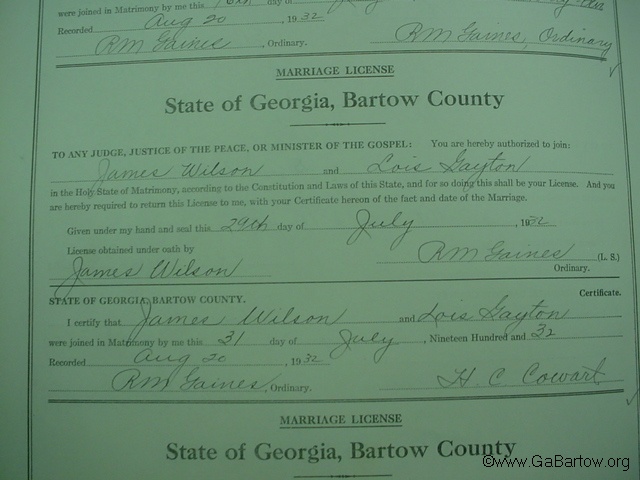 were joined in Matrimony by me this day of
Recorded Aug 20, 1932
RM Gaines, Ordinary. RM Gaines, Ordinary
MARRIAGE LICENSE
State of Georgia, Bartow County
TO ANY JUDGE, JUSTICE OF THE PEACE, OR MINISTER OF THE GOSPEL: You are hereby authorized to join:
James Wilson and Lois Gayton
in the Holy State of Matrimony, according to the Constitution and Laws of this State, and for so doing this shall be your License. And you
are hereby required to return this License to me, with your Certificate hereon of the fact and date of the Marriage.
Given under my hand and seal this 29th day of July, 1932
License obtained under oath by RM Gaines (L. S.)
James Wilson Ordinary.
STATE OF GEORGIA, BARTOW COUNTY. Certificate.
I certify that James Wilson and Lois Gayton
were joined in Matrimony by me this 31 day of July, Nineteen Hundred and 32
Recorded Aug 20, 1932
RM Gaines, Ordinary. H. C. Cowart
MARRIAGE LICENSE
State of Georgia, Bartow County
©www.GaBartow.org